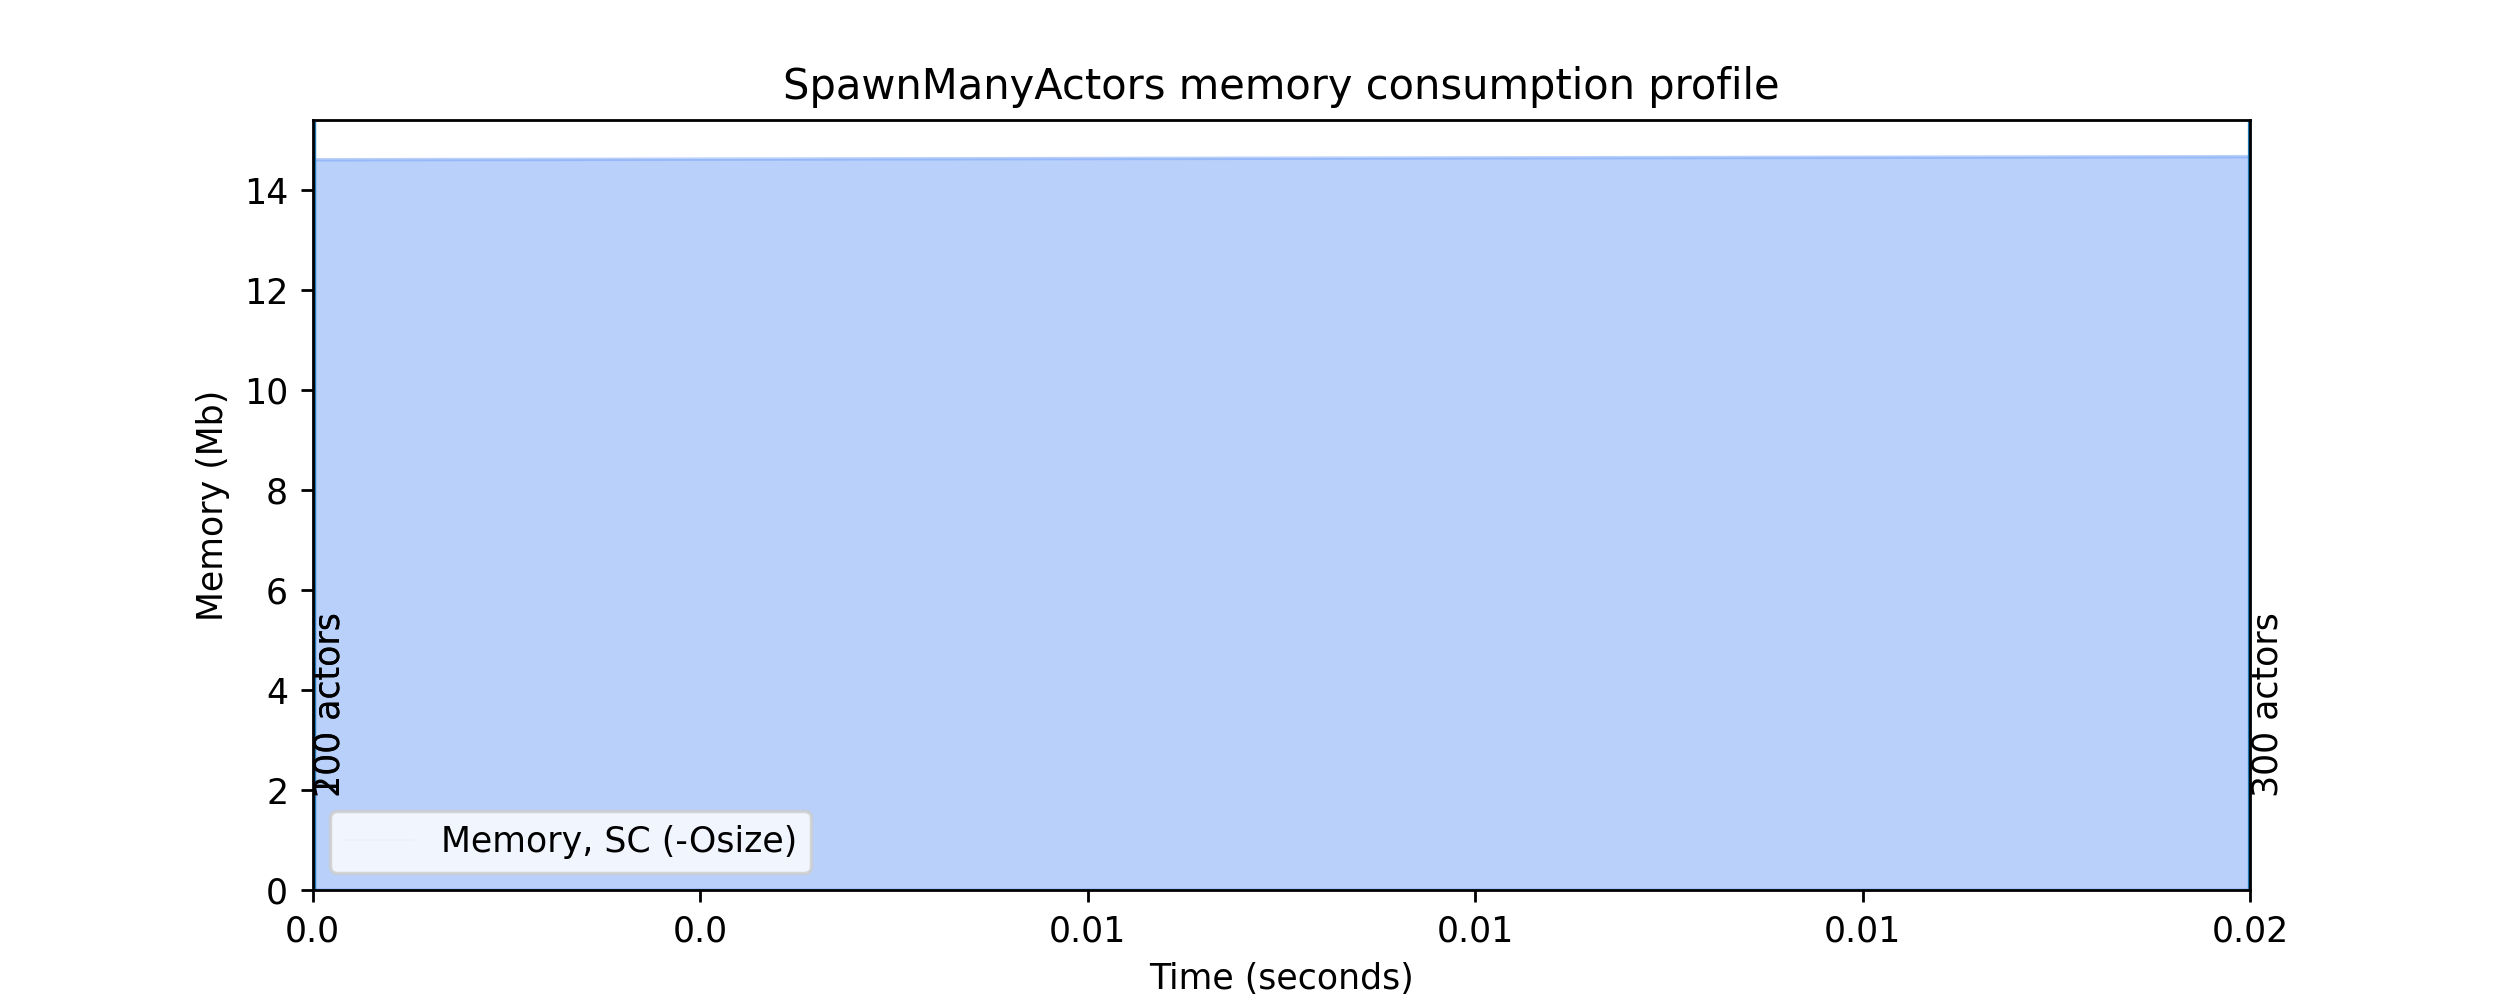 SpawnManyActors memory consumption profile
Memory (Mb)
14
12
10
8
6
4
2
0
200 actors
300 actors
Memory, SC (-Osize)
0.0
0.0
0.01
0.01
0.01
0.02
Time (seconds)